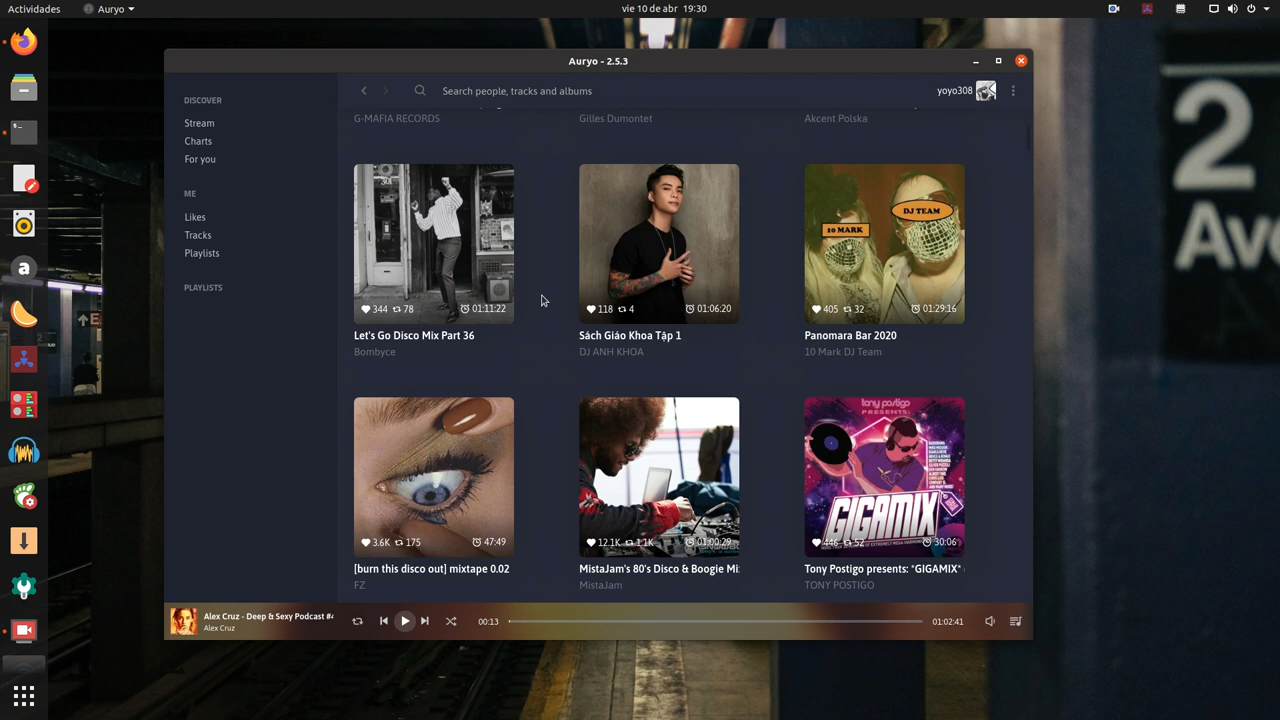 Actividades
Auryo
vie 10 de abr 19:30
Auryo - 2.5.3
DISCOVER
Stream
Charts
For you
ME
Likes
Tracks
Playlists
PLAYLISTS
Search people, tracks and albums
yoyo308
G-MAFIA RECORDS
Gilles Dumontet
Akcent Polska
344 78 01:11:22
Let's Go Disco Mix Part 36
Bombyce
118 4 01:06:20
Sách Giáo Khoa Tập 1
DJ ANH KHOA
10 MARK
DJ TEAM
405 32 01:29:16
Panomara Bar 2020
10 Mark DJ Team
3.6K 175 47:49
[burn this disco out] mixtape 0.02
FZ
12.1K 1.1K 01:00:29
MistaJam's 80's Disco & Boogie Mi
MistaJam
tony postigo
PRESENTS:
GIGAMIX
446 52 30:06
Tony Postigo presents: *GIGAMIX*
TONY POSTIGO
Alex Cruz - Deep & Sexy Podcast #
Alex Cruz
00:13
01:02:41
2
Ave